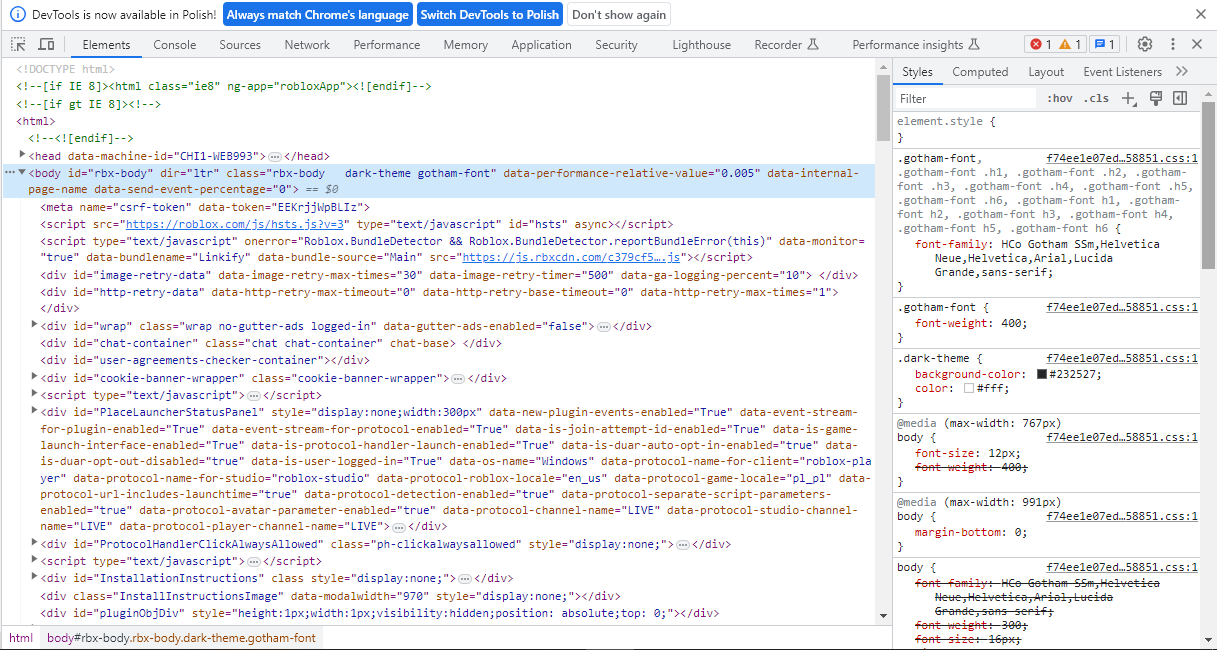 DevTools is now available in Polish! Always match Chrome's language Switch DevTools to Polish Don't show again
Elements Console Sources Network Performance Memory Application Security Lighthouse Recorder Performance insights 1 1 1
<!DOCTYPE html>
<!--[if IE 8]><html class="ie8" ng-app="robloxApp"><![endif]-->
<!--[if gt IE 8]><!-->
<html>
<!--<![endif]-->
<head data-machine-id="CHI1-WEB993">…</head>
<body id="rbx-body" dir="ltr" class="rbx-body dark-theme gotham-font" data-performance-relative-value="0.005" data-internal-
page-name data-send-event-percentage="0"> == $0
<meta name="csrf-token" data-token="EEKrjjWpBLIz">
<script src="https://roblox.com/js/hsts.js?v=3" type="text/javascript" id="hsts" async></script>
<script type="text/javascript" onerror="Roblox.BundleDetector && Roblox.BundleDetector.reportBundleError(this)" data-monitor=
"true" data-bundlename="Linkify" data-bundle-source="Main" src="https://js.rbxcdn.com/c379cf5….js"></script>
<div id="image-retry-data" data-image-retry-max-times="30" data-image-retry-timer="500" data-ga-logging-percent="10"> </div>
<div id="http-retry-data" data-http-retry-max-timeout="0" data-http-retry-base-timeout="0" data-http-retry-max-times="1">
</div>
<div id="wrap" class="wrap no-gutter-ads logged-in" data-gutter-ads-enabled="false">…</div>
<div id="chat-container" class="chat chat-container" chat-base> </div>
<div id="user-agreements-checker-container"></div>
<div id="cookie-banner-wrapper" class="cookie-banner-wrapper">…</div>
<script type="text/javascript">…</script>
<div id="PlaceLauncherStatusPanel" style="display:none;width:300px" data-new-plugin-events-enabled="True" data-event-stream-
for-plugin-enabled="True" data-event-stream-for-protocol-enabled="True" data-is-join-attempt-id-enabled="True" data-is-game-
launch-interface-enabled="True" data-is-protocol-handler-launch-enabled="True" data-is-duar-auto-opt-in-enabled="true" data-
is-duar-opt-out-disabled="true" data-is-user-logged-in="True" data-os-name="Windows" data-protocol-name-for-client="roblox-pla
yer" data-protocol-name-for-studio="roblox-studio" data-protocol-roblox-locale="en_us" data-protocol-game-locale="pl_pl" data-
protocol-url-includes-launchtime="true" data-protocol-detection-enabled="true" data-protocol-separate-script-parameters-
enabled="true" data-protocol-avatar-parameter-enabled="true" data-protocol-channel-name="LIVE" data-protocol-studio-channel-
name="LIVE" data-protocol-player-channel-name="LIVE">…</div>
<div id="ProtocolHandlerClickAlwaysAllowed" class="ph-clickalwaysallowed" style="display:none;">…</div>
<script type="text/javascript">…</script>
<div id="InstallationInstructions" class style="display:none;">…</div>
<div class="InstallInstructionsImage" data-modalwidth="970" style="display:none;"></div>
<div id="pluginObjDiv" style="height:1px;width:1px;visibility:hidden;position: absolute;top: 0;"></div>
html body#rbx-body.rbx-body.dark-theme.gotham-font
Styles Computed Layout Event Listeners
Filter :hov .cls
element.style {
}
.gotham-font, f74ee1e07ed…58851.css:1
.gotham-font .h1, .gotham-font .h2, .gotham-
font .h3, .gotham-font .h4, .gotham-font .h5,
.gotham-font .h6, .gotham-font h1, .gotham-
font h2, .gotham-font h3, .gotham-font h4,
.gotham-font h5, .gotham-font h6 {
font-family: HCo Gotham SSm,Helvetica
Neue,Helvetica,Arial,Lucida
Grande,sans-serif;
}
.gotham-font { f74ee1e07ed…58851.css:1
font-weight: 400;
}
.dark-theme { f74ee1e07ed…58851.css:1
background-color: #232527;
color: #fff;
}
@media (max-width: 767px)
body { f74ee1e07ed…58851.css:1
font-size: 12px;
font-weight: 400;
}
@media (max-width: 991px)
body { f74ee1e07ed…58851.css:1
margin-bottom: 0;
}
body { f74ee1e07ed…58851.css:1
font-family: HCo Gotham SSm,Helvetica
Neue,Helvetica,Arial,Lucida
Grande,sans-serif;
font-weight: 300;
font-size: 16px;